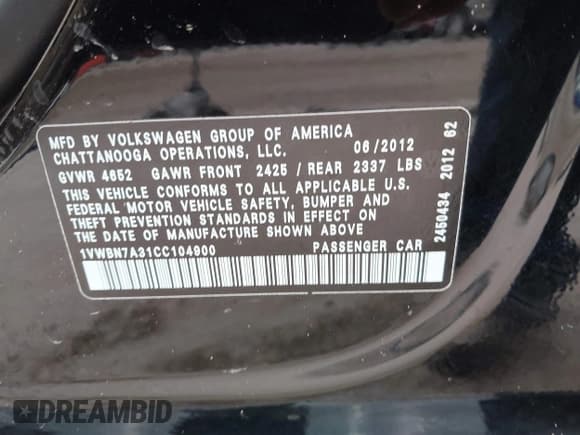 MFD BY VOLKSWAGEN GROUP OF AMERICA
CHATTANOOGA OPERATIONS, LLC. 06/2012
GVWR 4652 GAWR FRONT 2425 / REAR 2337 LBS
THIS VEHICLE CONFORMS TO ALL APPLICABLE U.S.
FEDERAL MOTOR VEHICLE SAFETY, BUMPER AND
THEFT PREVENTION STANDARDS IN EFFECT ON
THE DATE OF MANUFACTURE SHOWN ABOVE
1VWBN7A31CC104900 PASSENGER CAR
2450434 2012 62
DREAMBID